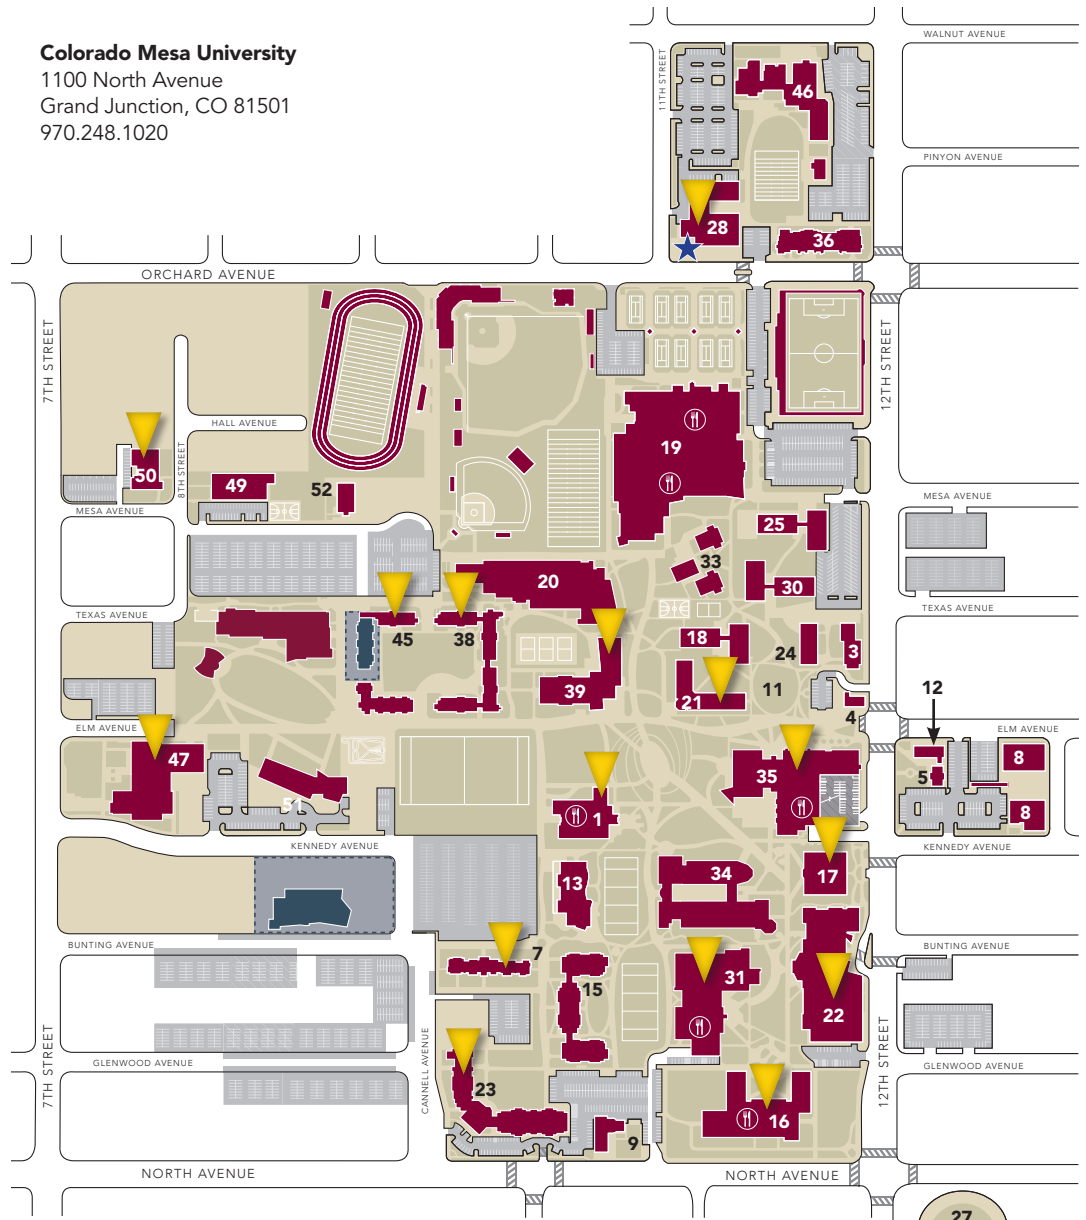 Colorado Mesa University
1100 North Avenue
Grand Junction, CO 81501
970.248.1020
WALNUT AVENUE
11TH STREET
46
PINYON AVENUE
28
36
ORCHARD AVENUE
7TH STREET
12TH STREET
HALL AVENUE
8TH STREET
19
50
49
52
MESA AVENUE
MESA AVENUE
25
33
20
30
TEXAS AVENUE
TEXAS AVENUE
45
38
18
24
3
39
21
11
12
4
ELM AVENUE
ELM AVENUE
47
35
5
8
51
1
8
KENNEDY AVENUE
KENNEDY AVENUE
34
17
13
BUNTING AVENUE
BUNTING AVENUE
7
31
15
22
7TH STREET
CANNELL AVENUE
12TH STREET
GLENWOOD AVENUE
GLENWOOD AVENUE
23
16
9
NORTH AVENUE
NORTH AVENUE
27